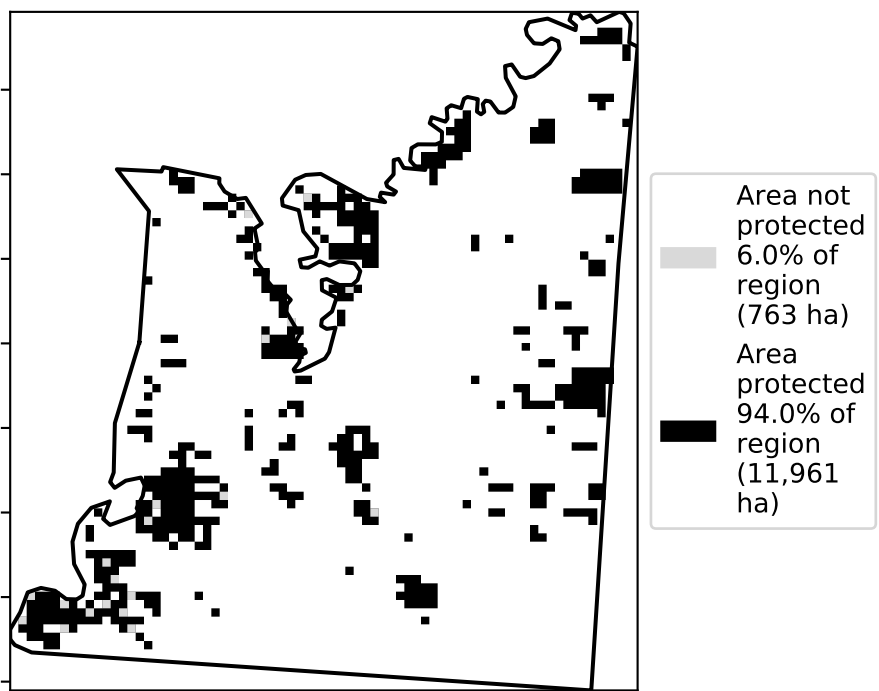 Area not
protected
6.0% of
region
(763 ha)
Area
protected
94.0% of
region
(11,961
ha)